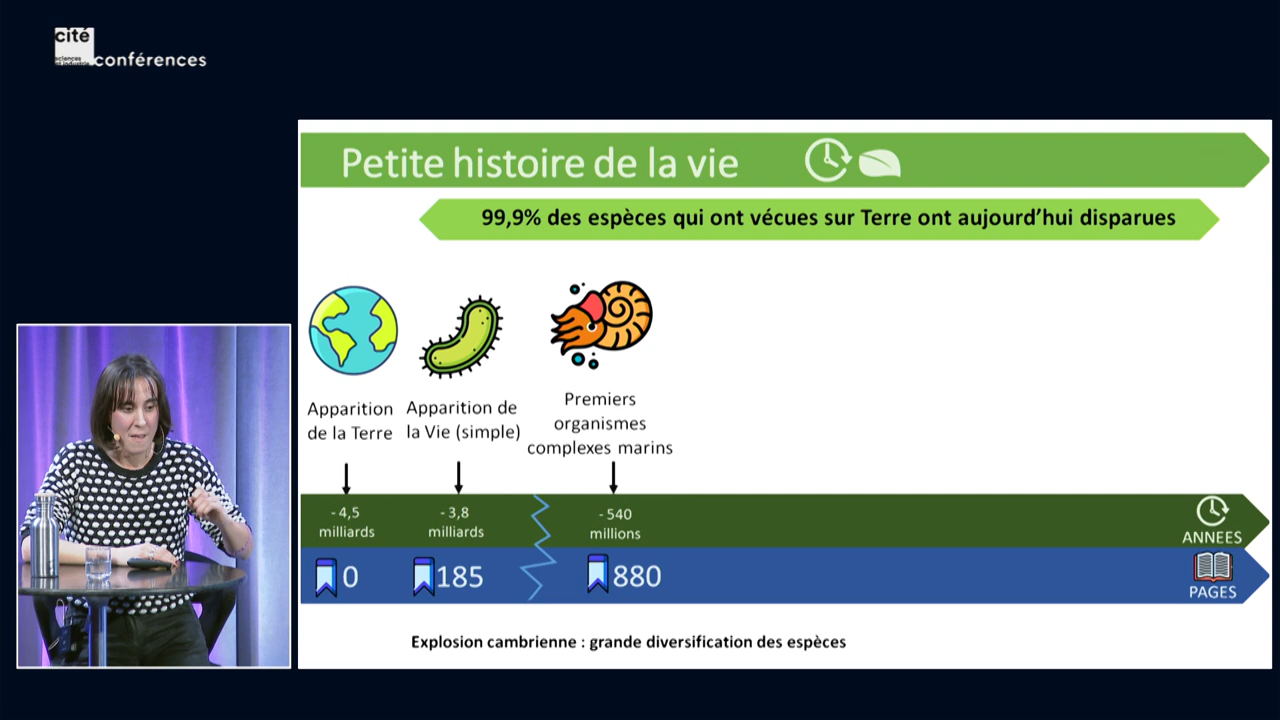 cité
sciences
et industrie
conférences
Petite histoire de la vie
99,9% des espèces qui ont vécues sur Terre ont aujourd’hui disparues
Apparition
de la Terre
Apparition de
la Vie (simple)
Premiers
organismes
complexes marins
- 4,5
milliards
- 3,8
milliards
- 540
millions
ANNEES
0
185
880
PAGES
Explosion cambrienne : grande diversification des espèces